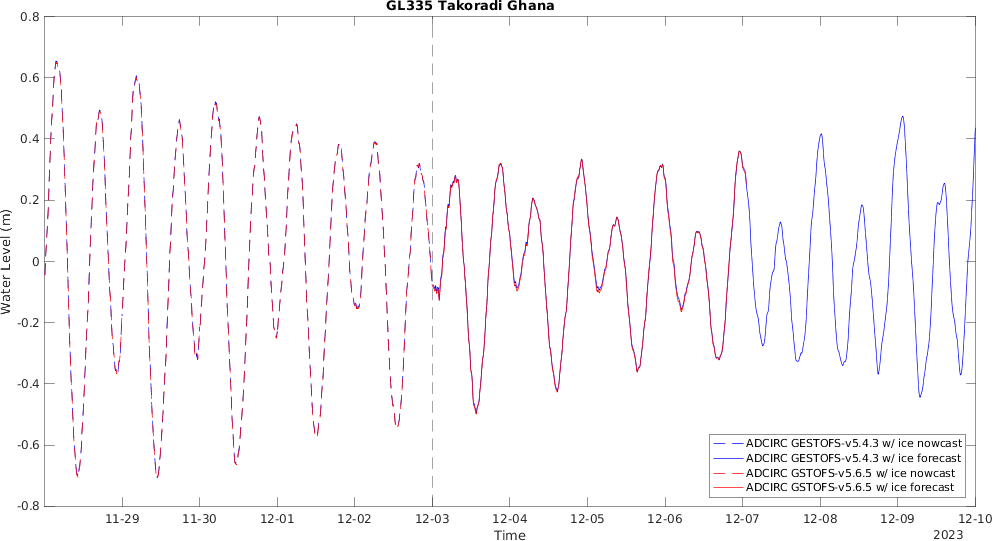 GL335 Takoradi Ghana
0.8
0.6
0.4
0.2
0
-0.2
-0.4
-0.6
-0.8
Water Level (m)
11-29 11-30 12-01 12-02 12-03 12-04 12-05 12-06 12-07 12-08 12-09 12-10
Time
2023
ADCIRC GESTOFS-v5.4.3 w/ ice nowcast
ADCIRC GESTOFS-v5.4.3 w/ ice forecast
ADCIRC GSTOFS-v5.6.5 w/ ice nowcast
ADCIRC GSTOFS-v5.6.5 w/ ice forecast